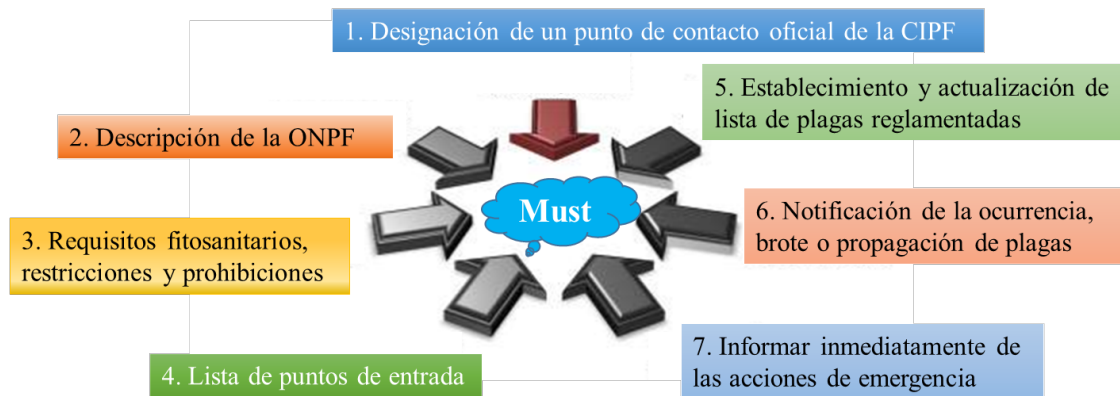 1. Designación de un punto de contacto oficial de la CIPF
2. Descripción de la ONPF
3. Requisitos fitosanitarios,
restricciones y prohibiciones
4. Lista de puntos de entrada
5. Establecimiento y actualización de
lista de plagas reglamentadas
6. Notificación de la ocurrencia,
brote o propagación de plagas
7. Informar inmediatamente de
las acciones de emergencia
Must